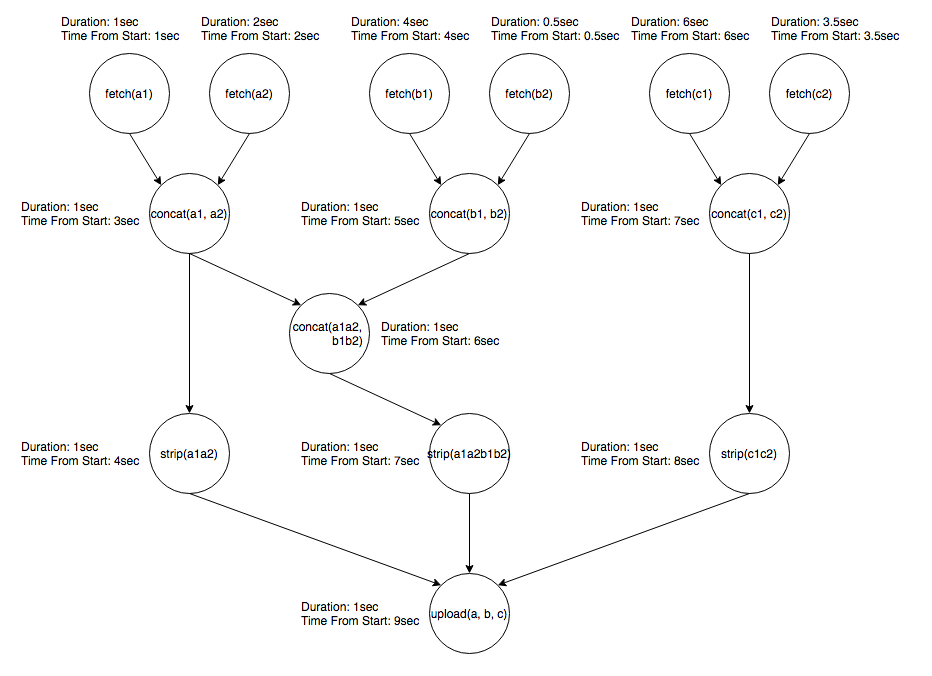 Duration: 1sec
Time From Start: 1sec
Duration: 2sec
Time From Start: 2sec
Duration: 4sec
Time From Start: 4sec
Duration: 0.5sec
Time From Start: 0.5sec
Duration: 6sec
Time From Start: 6sec
Duration: 3.5sec
Time From Start: 3.5sec
fetch(a1)
fetch(a2)
fetch(b1)
fetch(b2)
fetch(c1)
fetch(c2)
Duration: 1sec
Time From Start: 3sec
concat(a1, a2)
Duration: 1sec
Time From Start: 5sec
concat(b1, b2)
Duration: 1sec
Time From Start: 7sec
concat(c1, c2)
concat(a1a2,
b1b2)
Duration: 1sec
Time From Start: 6sec
Duration: 1sec
Time From Start: 4sec
strip(a1a2)
Duration: 1sec
Time From Start: 7sec
strip(a1a2b1b2)
Duration: 1sec
Time From Start: 8sec
strip(c1c2)
Duration: 1sec
Time From Start: 9sec
upload(a, b, c)